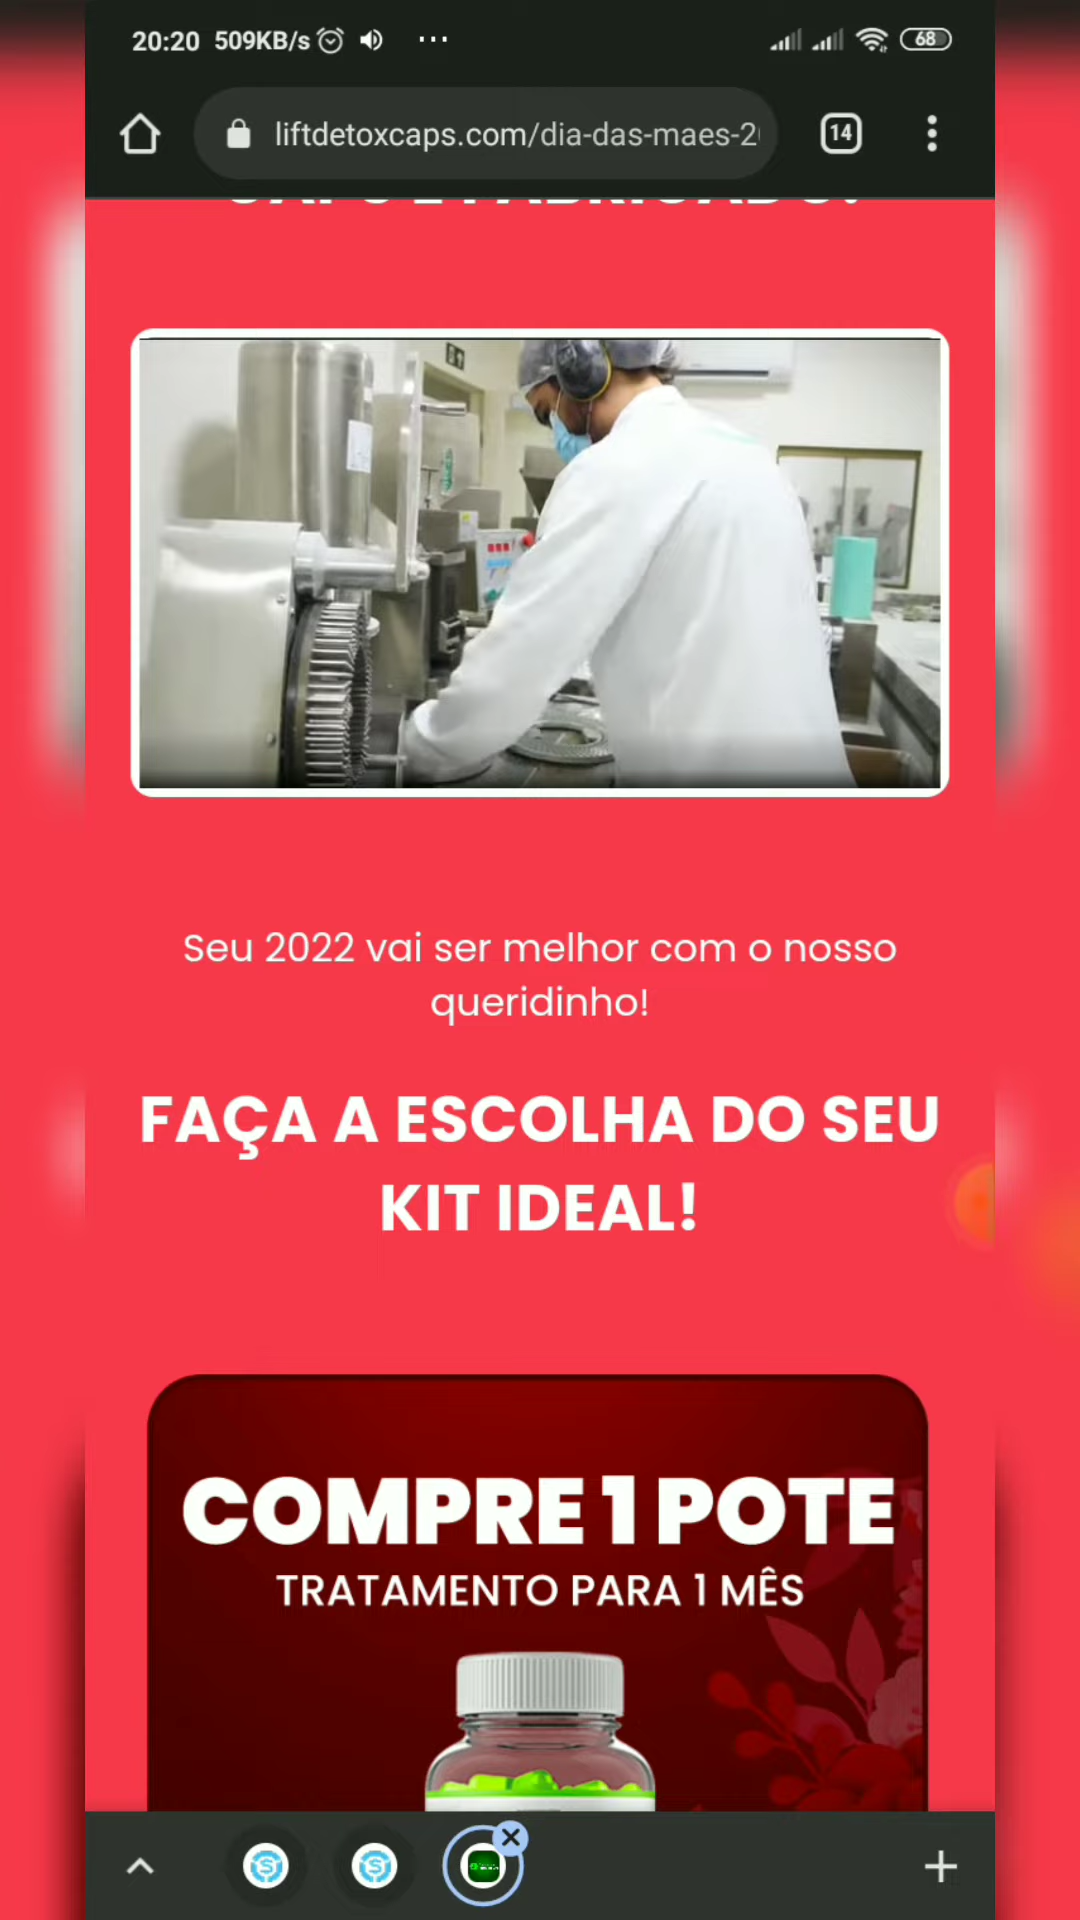 20:20 509KB/s ... 68
liftdetoxcaps.com/dia-das-maes-2
14
Seu 2022 vai ser melhor com o nosso
queridinho!
FAÇA A ESCOLHA DO SEU
KIT IDEAL!
COMPRE 1 POTE
TRATAMENTO PARA 1 MÊS